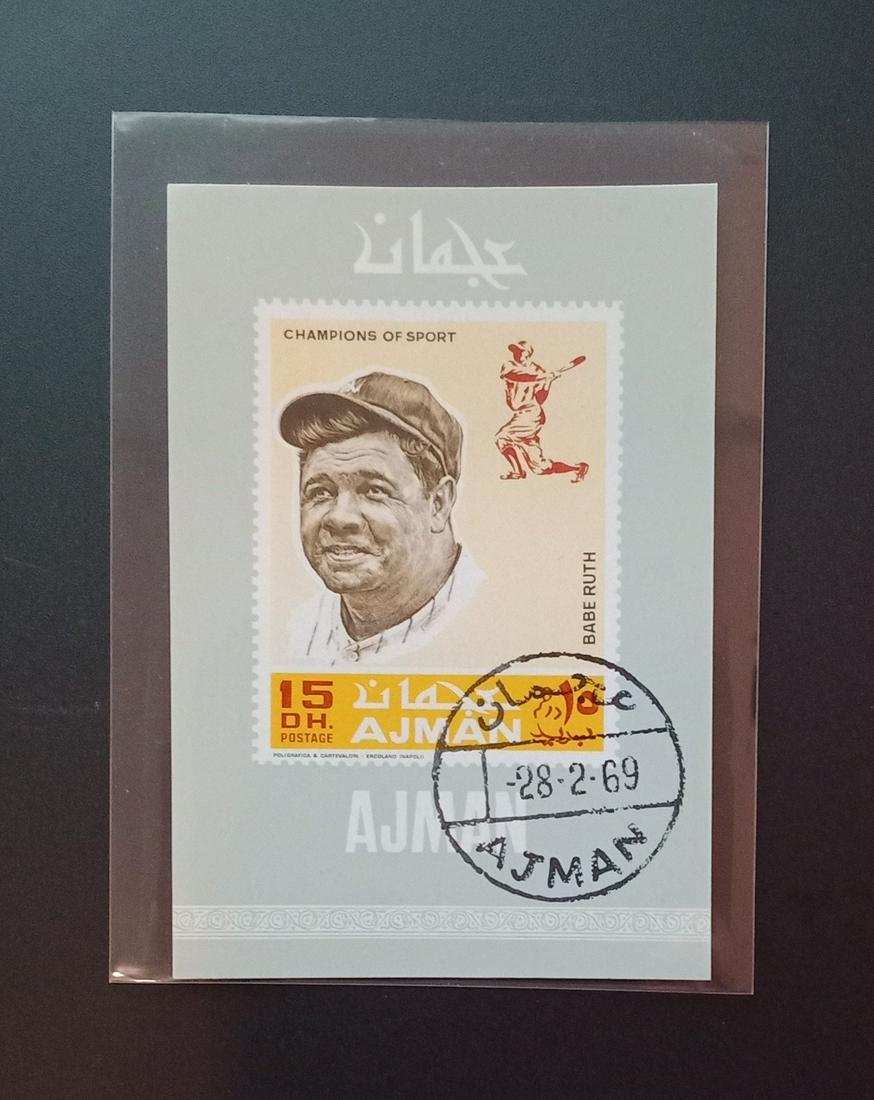 عجمان
CHAMPIONS OF SPORT
BABE RUTH
15 عجمان ١٥
DH. AJMAN
POSTAGE
POLIGRAFICA & CARTEVALORI - ERCOLANO (NAPOLI)
عجمان
-28-2-69
AJMAN
AJMAN